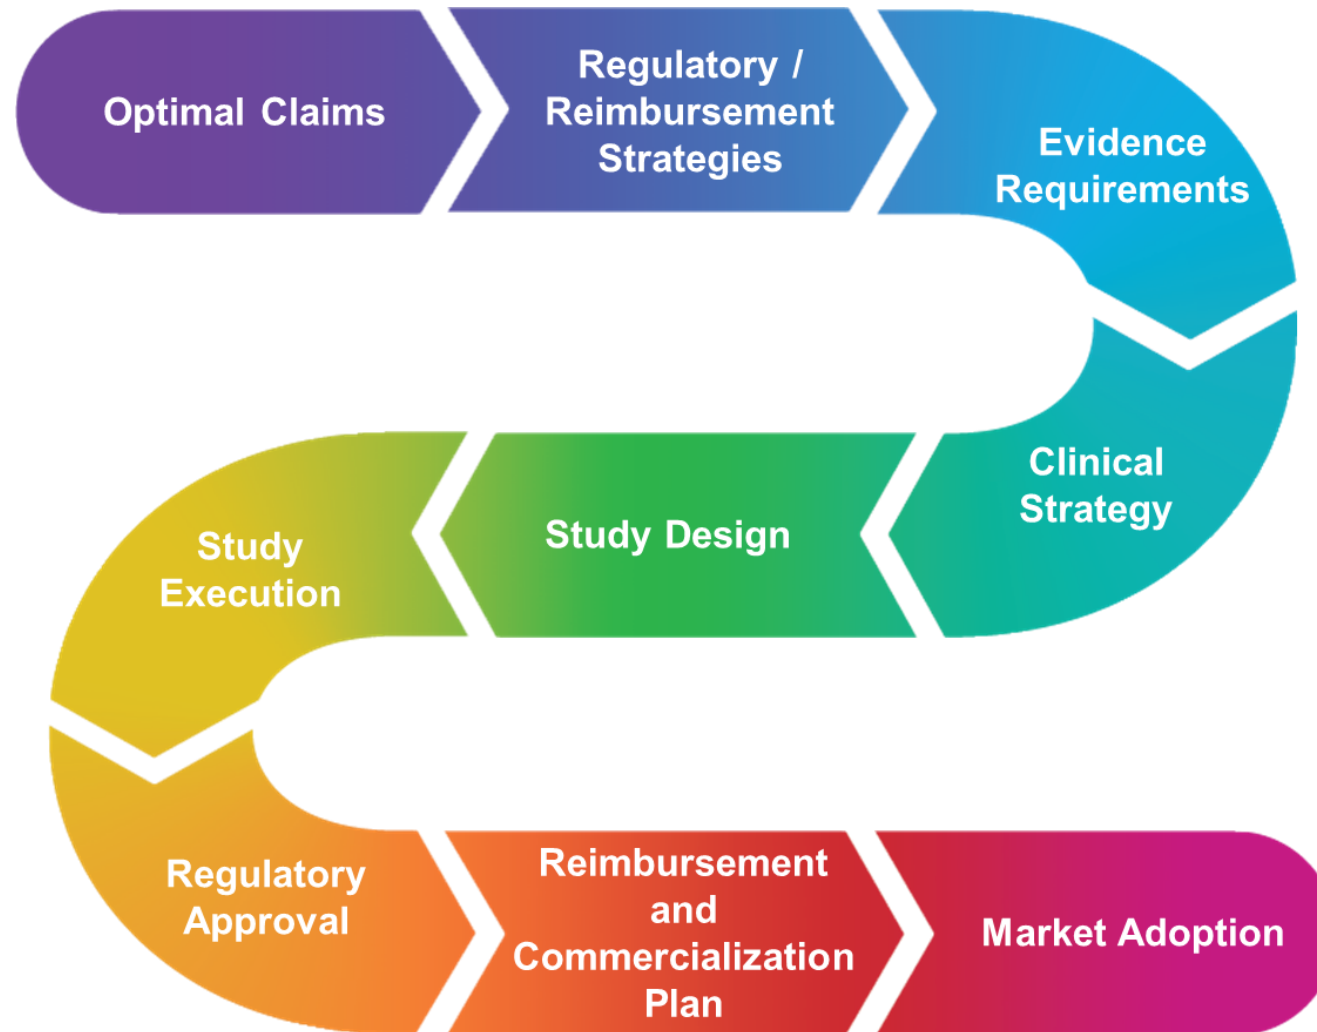 Optimal Claims
Regulatory /
Reimbursement
Strategies
Evidence
Requirements
Clinical
Strategy
Study Design
Study
Execution
Regulatory
Approval
Reimbursement
and
Commercialization
Plan
Market Adoption